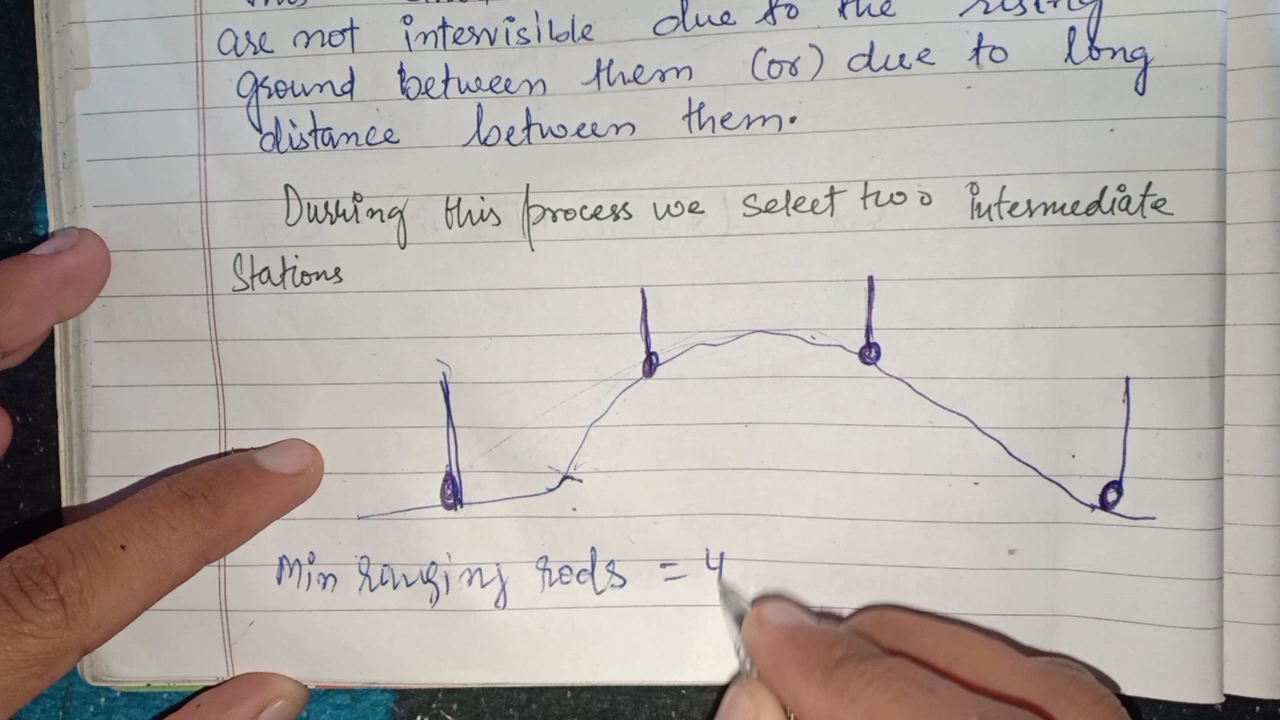 are not intervisible due to the rising
ground between them (or) due to long
distance between them.
Durring this process we select two intermediate
Stations
Min ranging rods = 4